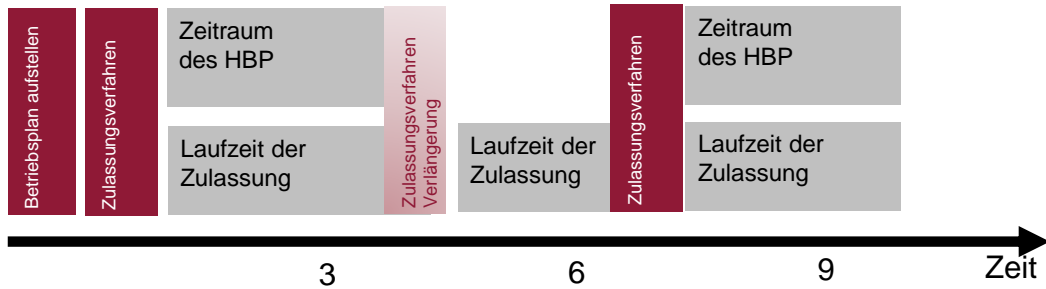 Betriebsplan aufstellen
Zulassungsverfahren
Zeitraum
des HBP
Laufzeit der
Zulassung
Zulassungsverfahren
Verlängerung
Laufzeit der
Zulassung
Zulassungsverfahren
Zeitraum
des HBP
Laufzeit der
Zulassung
3
6
9
Zeit